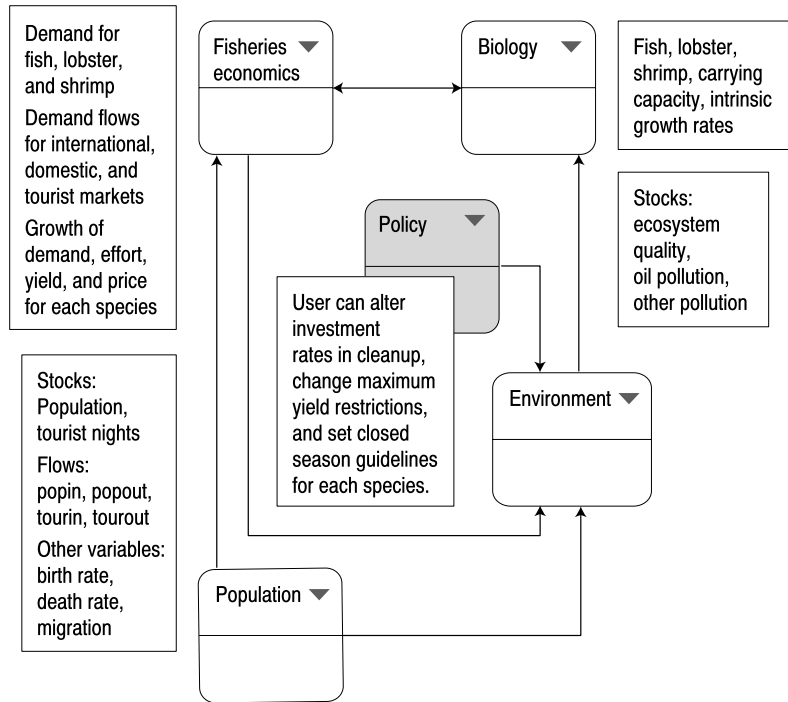 Demand for
fish, lobster,
and shrimp
Demand flows
for international,
domestic, and
tourist markets
Growth of
demand, effort,
yield, and price
for each species
Fisheries
economics
Biology
Fish, lobster,
shrimp, carrying
capacity, intrinsic
growth rates
Policy
Stocks:
ecosystem
quality,
oil pollution,
other pollution
User can alter
investment
rates in cleanup,
change maximum
yield restrictions,
and set closed
season guidelines
for each species.
Environment
Stocks:
Population,
tourist nights
Flows:
popin, popout,
tourin, tourout
Other variables:
birth rate,
death rate,
migration
Population